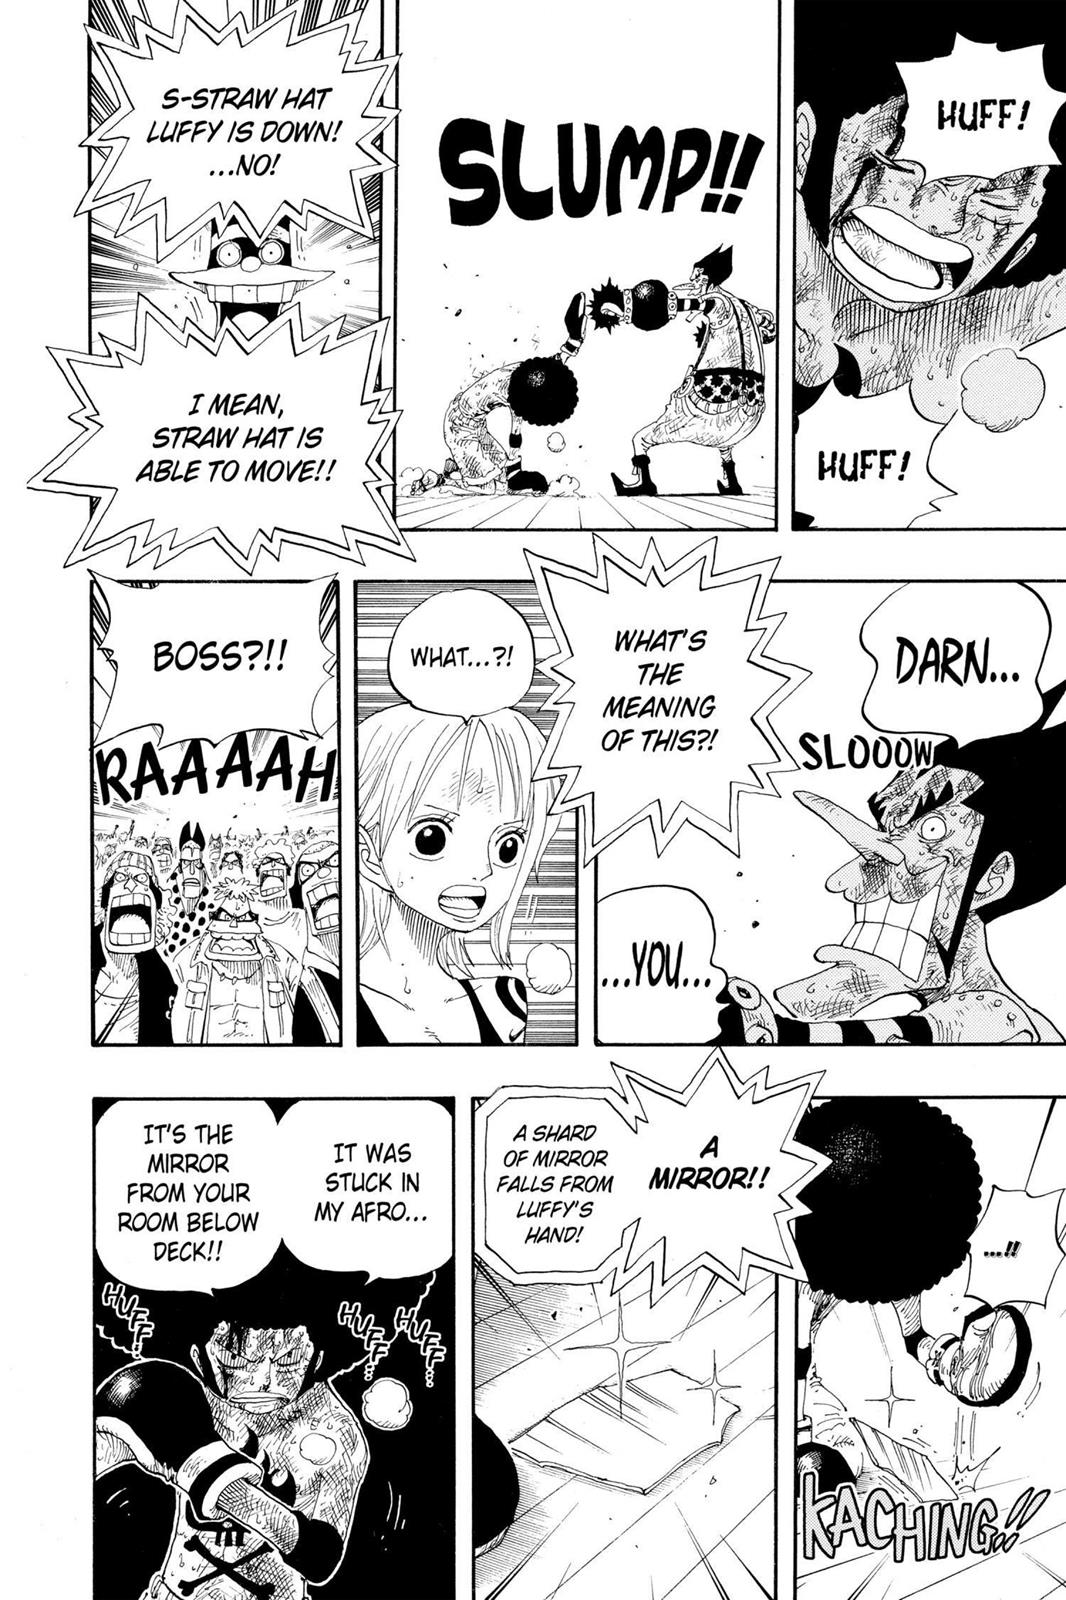 HUFF!
HUFF!
SLUMP!!
S-STRAW HAT
LUFFY IS DOWN!
...NO!
I MEAN,
STRAW HAT IS
ABLE TO MOVE!!
DARN...
SLOOOW
...YOU...
WHAT'S
THE
MEANING
OF THIS?!
WHAT...?!
BOSS?!!
RAAAAAH
...!!
KACHING!!
A
MIRROR!!
A SHARD
OF MIRROR
FALLS FROM
LUFFY'S
HAND!
IT WAS
STUCK IN
MY AFRO...
IT'S THE
MIRROR
FROM YOUR
ROOM BELOW
DECK!!
HUFF...
HUFF...
HUFF...